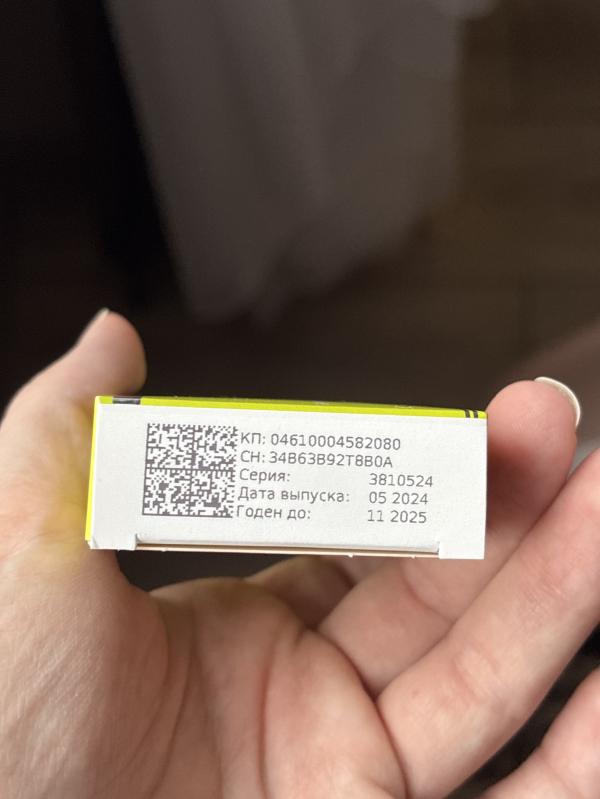 КП: 04610004582080
СН: 34B63B92T8B0A
Серия: 3810524
Дата выпуска: 05 2024
Годен до: 11 2025